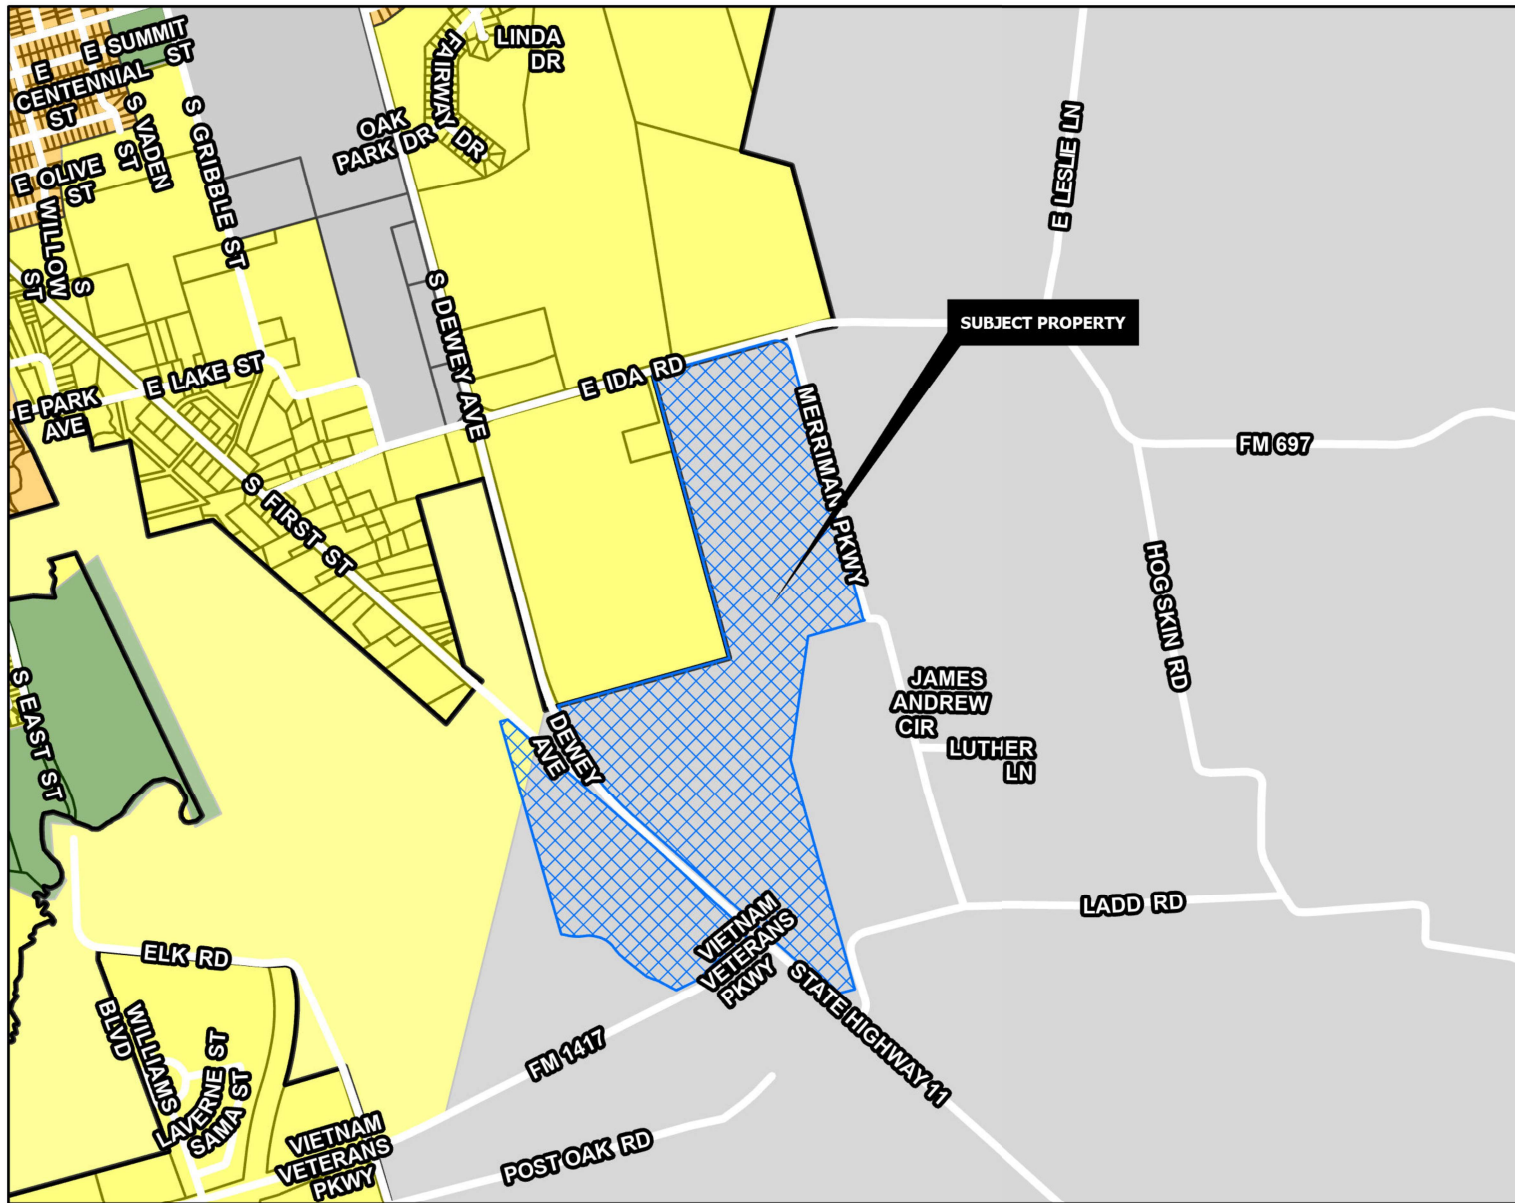 E SUMMIT
ST
E
CENTENNIAL
ST
S VADEN
ST
E OLIVE
ST
S
WILLOW
ST
S GRIBBLE ST
LINDA
DR
FAIRWAY DR
OAK
PARK DR
E LESLIE LN
SUBJECT PROPERTY
S DEWEY AVE
E IDA RD
E LAKE ST
E PARK
AVE
MERRIMAN PKWY
FM 697
S FIRST ST
HOG SKIN RD
S EAST ST
JAMES
ANDREW
CIR
LUTHER
LN
DEWEY
AVE
LADD RD
VIETNAM
VETERANS
PKWY
STATE HIGHWAY 11
ELK RD
WILLIAMS
BLVD
LAVERNE ST
SAMA ST
FM 1417
VIETNAM
VETERANS
PKWY
POST OAK RD